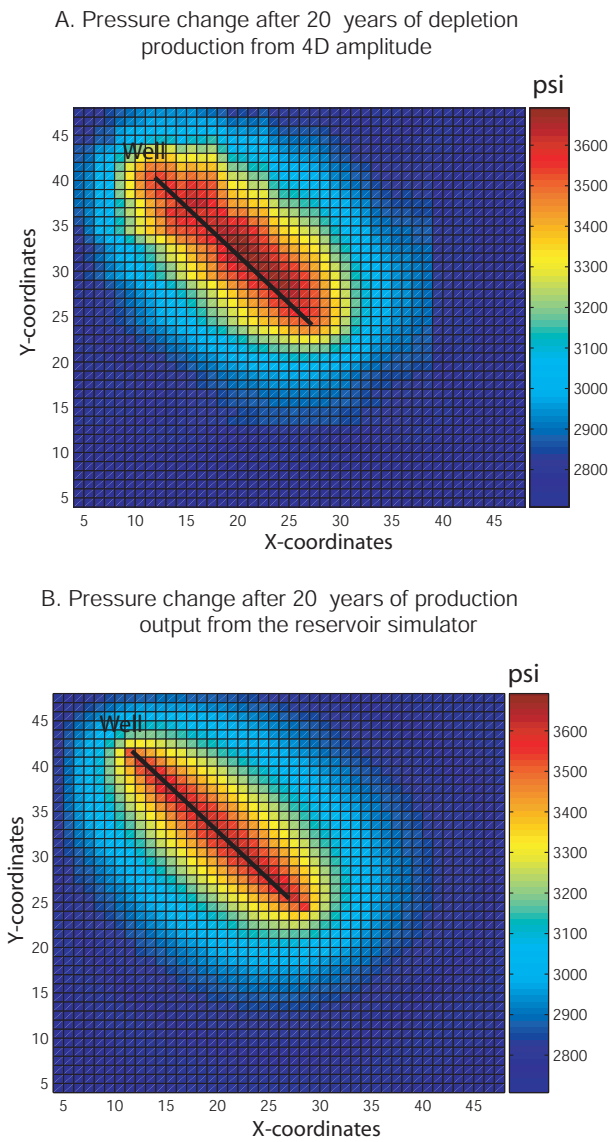 A. Pressure change after 20 years of depletion
production from 4D amplitude
psi
Well
45
40
35
30
25
20
15
10
5
Y-coordinates
5 10 15 20 25 30 35 40 45
X-coordinates
3600
3500
3400
3300
3200
3100
3000
2900
2800
B. Pressure change after 20 years of production
output from the reservoir simulator
psi
Well
45
40
35
30
25
20
15
10
5
Y-coordinates
5 10 15 20 25 30 35 40 45
X-coordinates
3600
3500
3400
3300
3200
3100
3000
2900
2800